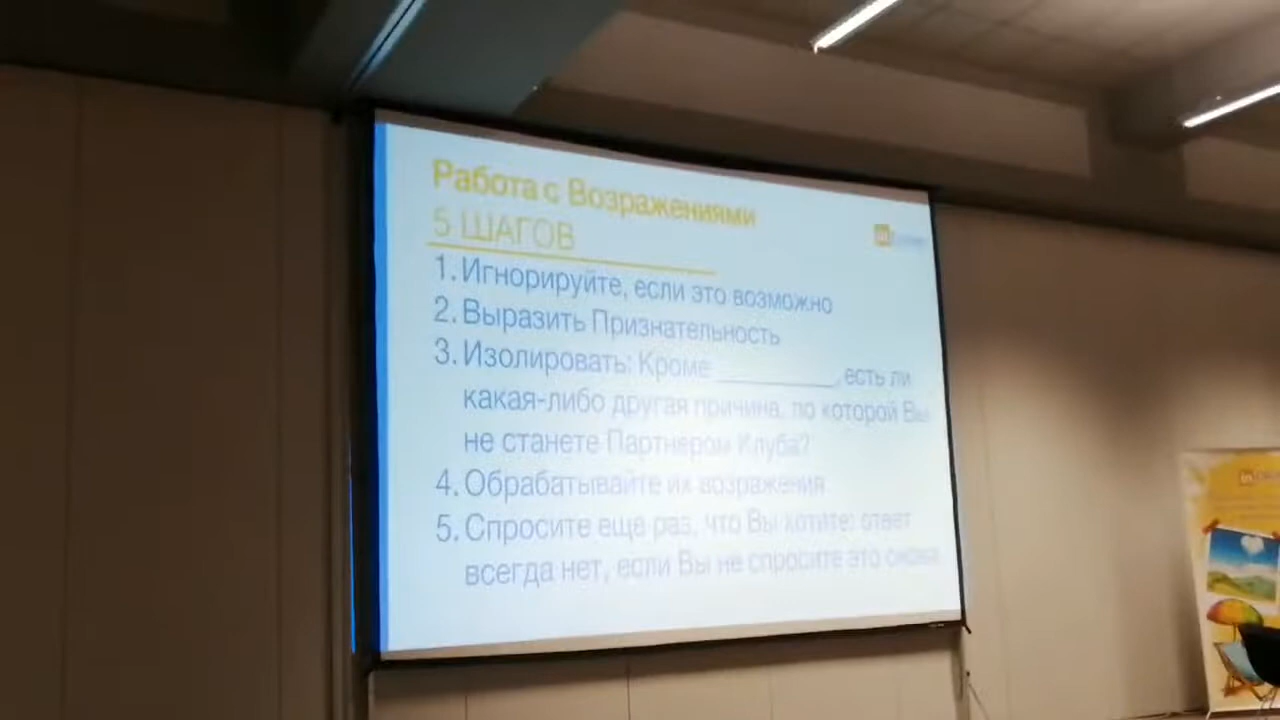 Работа с Возражениями
5 ШАГОВ
1. Игнорируйте, если это возможно
2. Выразить Признательность
3. Изолировать: Кроме __________, есть ли
какая-либо другая причина, по которой Вы
не станете Партнером Клуба?
4. Обрабатывайте их возражения
5. Спросите еще раз, что Вы хотите: ответ
всегда нет, если Вы не спросите это снова
in